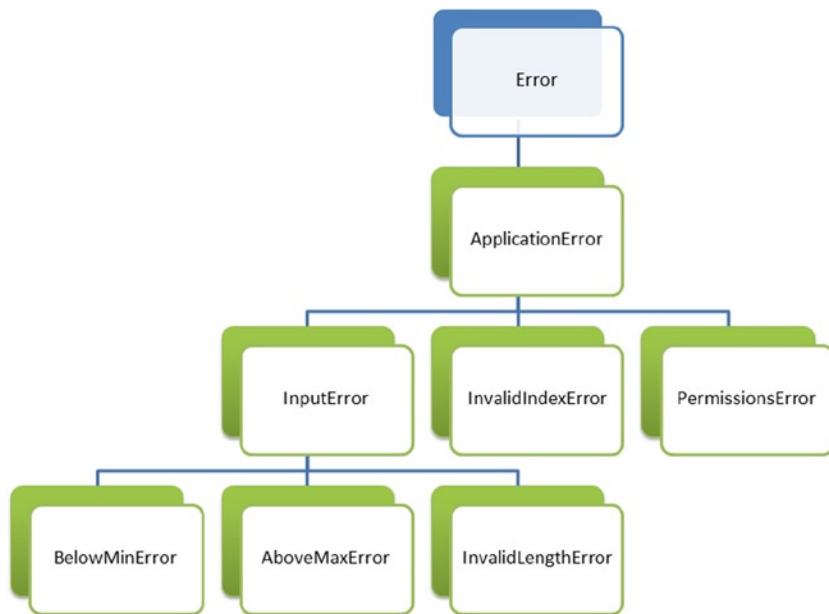 Error
ApplicationError
InputError
InvalidIndexError
PermissionsError
BelowMinError
AboveMaxError
InvalidLengthError